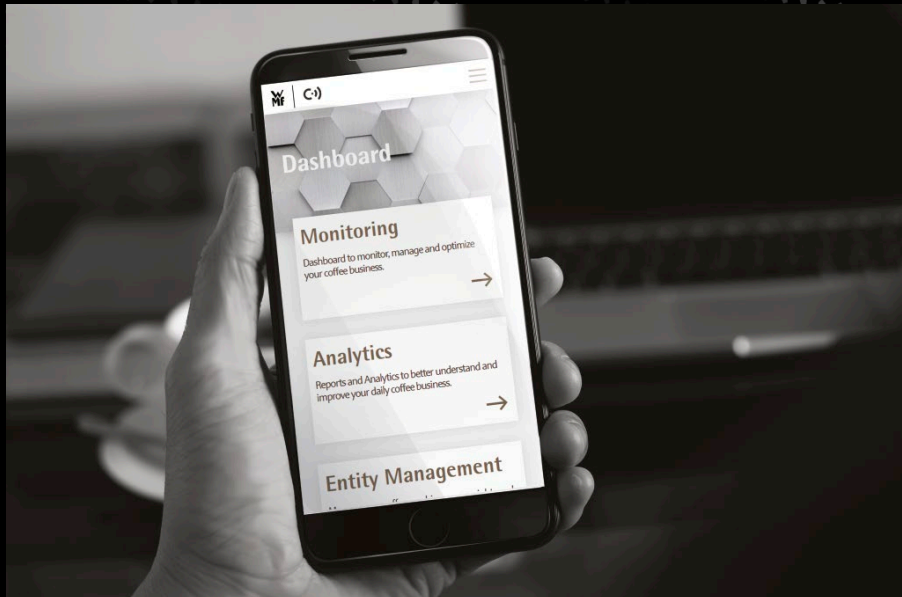 WMF
Dashboard
Monitoring
Dashboard to monitor, manage and optimize
your coffee business.
Analytics
Reports and Analytics to better understand and
improve your daily coffee business.
Entity Management